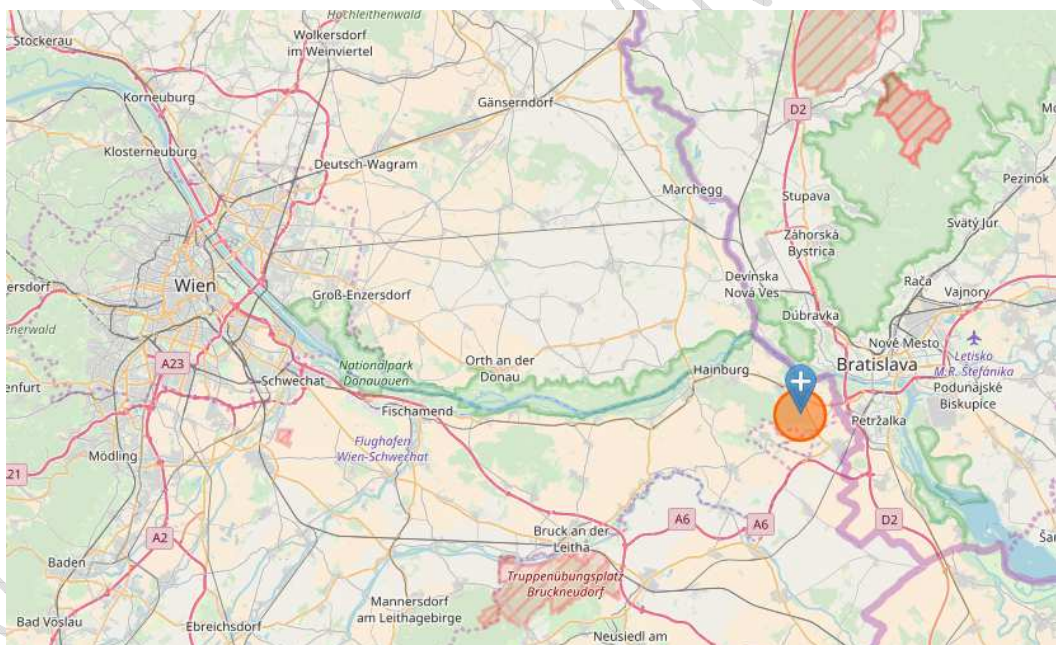 Hochleithenwald
Stockerau
Wolkersdorf
im Weinviertel
Korneuburg
Gänserndorf
D2
Klosterneuburg
Deutsch-Wagram
Marchegg
Stupava
Pezinok
Svätý Jur
Záhorská
Bystrica
Devínska
Nová Ves
Rača
Vajnory
Wien
Groß-Enzersdorf
Dúbravka
Nové Mesto
Letisko
M.R. Štefánika
Bratislava
A23
Schwechat
Nationalpark
Donauauen
Orth an der
Donau
Hainburg
Podunajské
Biskupice
Fischamend
Petržalka
Flughafen
Wien-Schwechat
Mödling
21
A2
A6
A6
D2
Bruck an der
Leitha
Baden
Truppenübungsplatz
Bruckneudorf
Mannersdorf
am Leithagebirge
Bad Vöslau
Ebreichsdorf
Neusiedl am